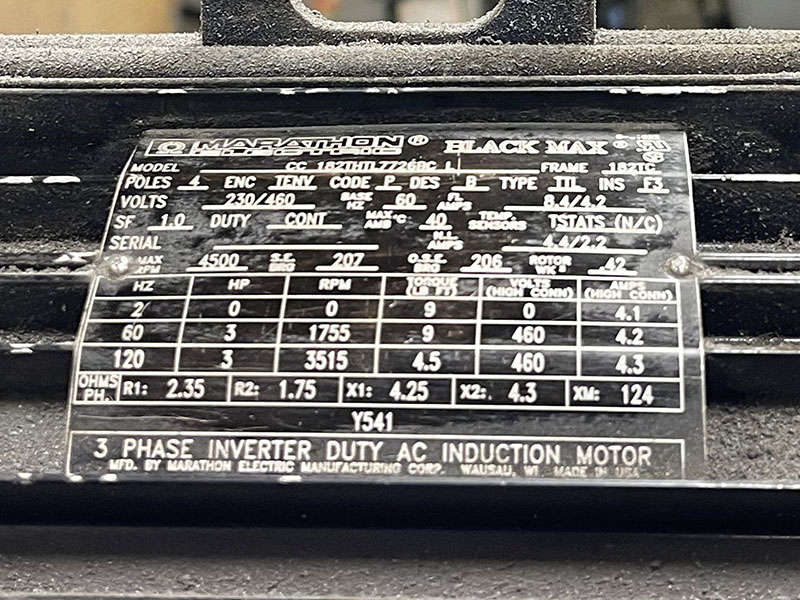 MARATHON® BLACK MAX®
ELECTRIC
MODEL CC 182THTL7726BC L FRAME 182TC
POLES 4 ENC TENV CODE P DES B TYPE TTL INS F3
VOLTS 230/460 BASE HZ 60 FL AMPS 8.4/4.2
SF 1.0 DUTY CONT MAX AMB °C 40 TEMP. SENSORS TSTATS (N/C)
SERIAL N.L. AMPS 4.4/2.2
MAX RPM 4500 S.E. BRG 207 O.S.E. BRG 206 ROTOR WK² .42
HZ HP RPM TORQUE (LB FT) VOLTS (HIGH CONN) AMPS (HIGH CONN)
2 0 0 9 0 4.1
60 3 1755 9 460 4.2
120 3 3515 4.5 460 4.3
OHMS PH. R1: 2.35 R2: 1.75 X1: 4.25 X2: 4.3 XM: 124
Y541
3 PHASE INVERTER DUTY AC INDUCTION MOTOR
MFD. BY MARATHON ELECTRIC MANUFACTURING CORP. WAUSAU, WI. MADE IN USA